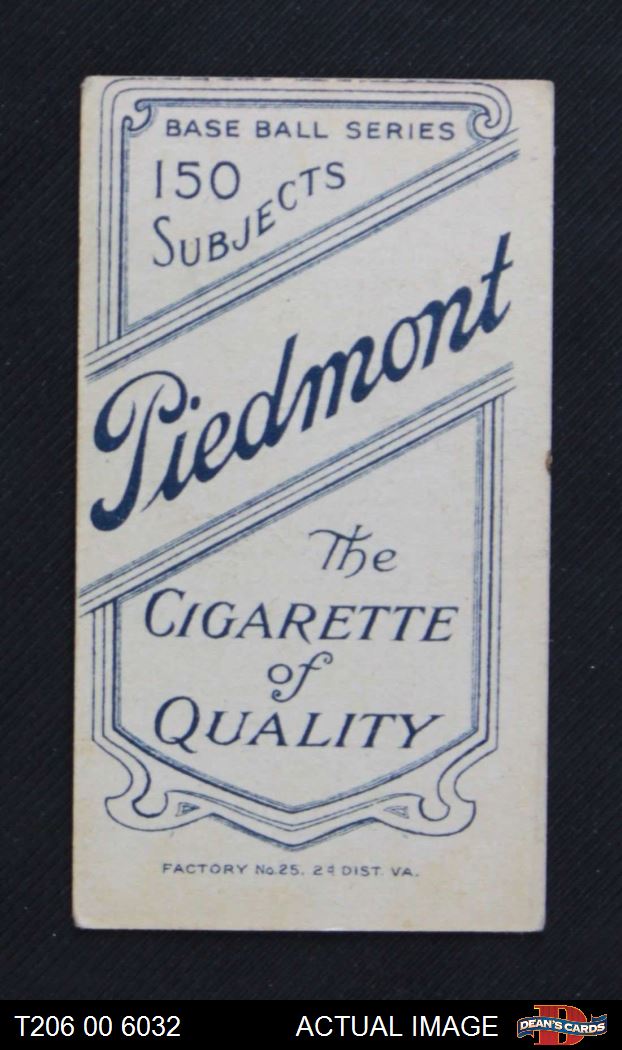 BASE BALL SERIES
150
SUBJECTS
Piedmont
The
CIGARETTE
of
QUALITY
FACTORY No.25. 2d DIST. VA.
T206 00 6032 ACTUAL IMAGE
D
DEAN'S CARDS